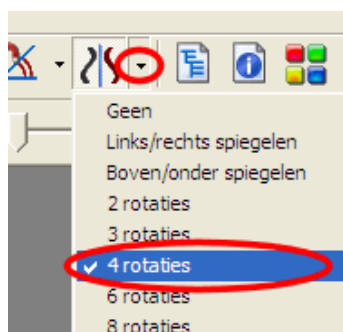 Geen
Links/rechts spiegelen
Boven/onder spiegelen
2 rotaties
3 rotaties
4 rotaties
6 rotaties
8 rotaties